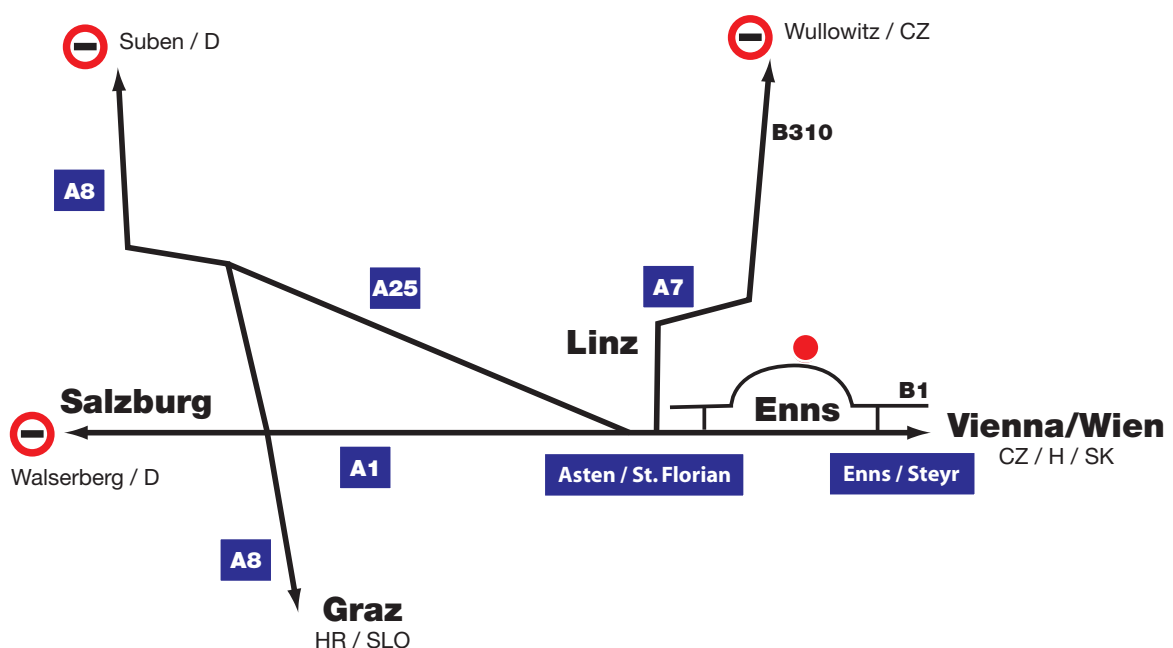 Suben / D
Wullowitz / CZ
B310
A8
A25
A7
Linz
Salzburg
Enns
B1
Vienna/Wien
CZ / H / SK
Walserberg / D
A1
Asten / St. Florian
Enns / Steyr
A8
Graz
HR / SLO